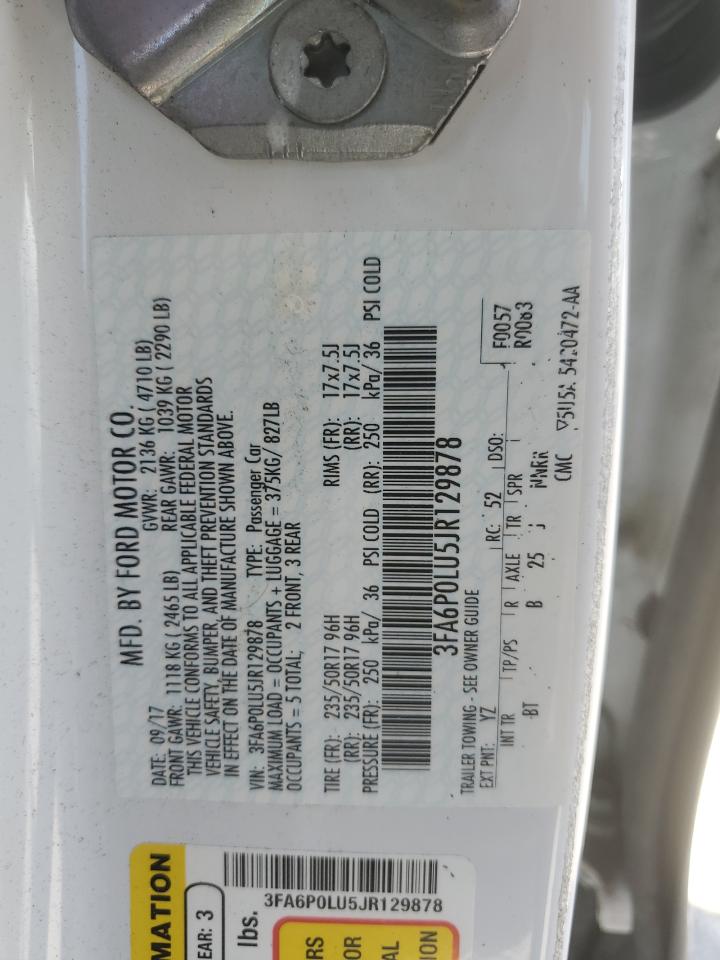 MFD. BY FORD MOTOR CO.
DATE: 09/17 GVWR: 2136 KG ( 4710 LB)
FRONT GAWR: 1118 KG ( 2465 LB) REAR GAWR: 1039 KG ( 2290 LB)
THIS VEHICLE CONFORMS TO ALL APPLICABLE FEDERAL MOTOR
VEHICLE SAFETY, BUMPER, AND THEFT PREVENTION STANDARDS
IN EFFECT ON THE DATE OF MANUFACTURE SHOWN ABOVE.
VIN: 3FA6P0LU5JR129878 TYPE: Passenger Car
MAXIMUM LOAD = OCCUPANTS + LUGGAGE = 375KG/ 827LB
OCCUPANTS = 5 TOTAL; 2 FRONT, 3 REAR
TIRE (FR): 235/50R17 96H RIMS (FR): 17x7.5J
(RR): 235/50R17 96H (RR): 17x7.5J
PRESSURE (FR): 250 kPa/ 36 PSI COLD (RR): 250 kPa/ 36 PSI COLD
3FA6P0LU5JR129878
TRAILER TOWING - SEE OWNER GUIDE
EXT PNT: YZ RC: 52 DSO: F0057
INT TR TP/PS R AXLE TR SPR
BT B 25 J
CMC
MATION
EAR: 3
lbs.
3FA6P0LU5JR129878
RS
OR
AL
ION